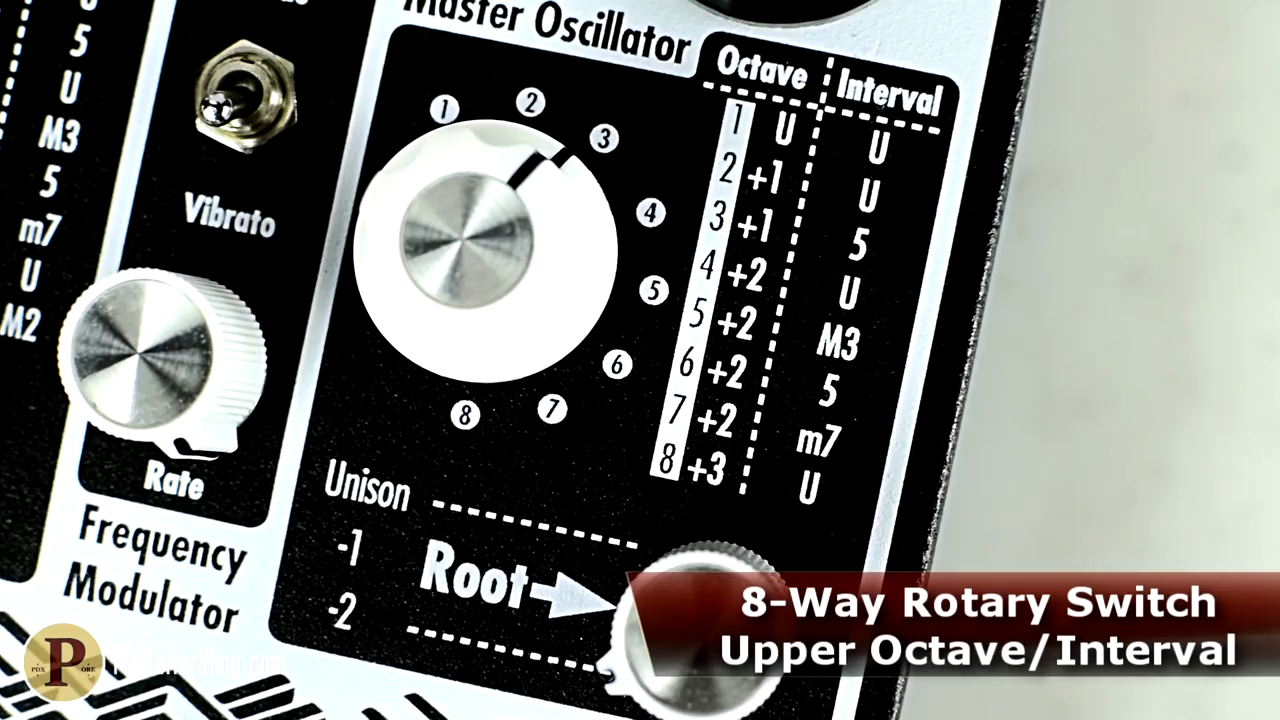 5
U
M3
5
m7
U
M2
Vibrato
Rate
Frequency
Modulator
Master Oscillator
1
2
3
4
5
6
7
8
Octave Interval
1 U U
2 +1 U
3 +1 5
4 +2 U
5 +2 M3
6 +2 5
7 +2 m7
8 +3 U
Unison
-1
-2
Root
8-Way Rotary Switch
Upper Octave/Interval
P
PDX
ORE